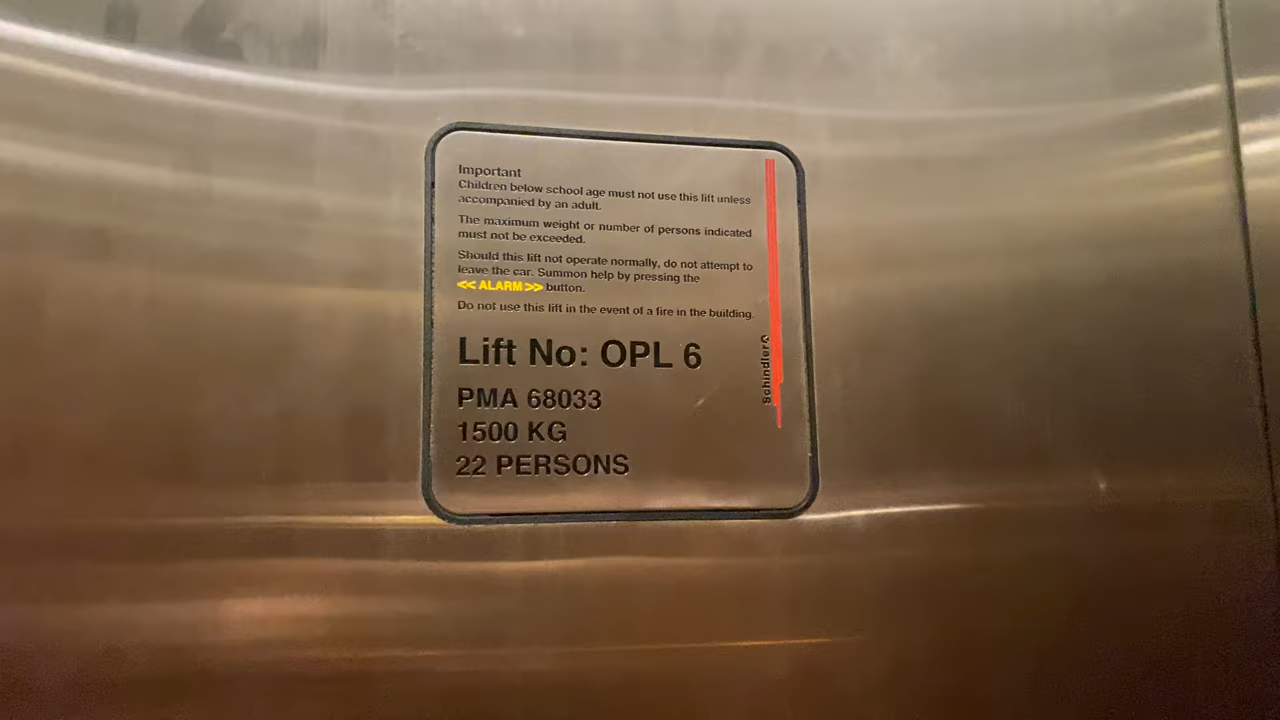 Important
Children below school age must not use this lift unless
accompanied by an adult.
The maximum weight or number of persons indicated
must not be exceeded.
Should this lift not operate normally, do not attempt to
leave the car. Summon help by pressing the
<< ALARM >> button.
Do not use this lift in the event of a fire in the building.
Lift No: OPL 6
PMA 68033
1500 KG
22 PERSONS
Schindler